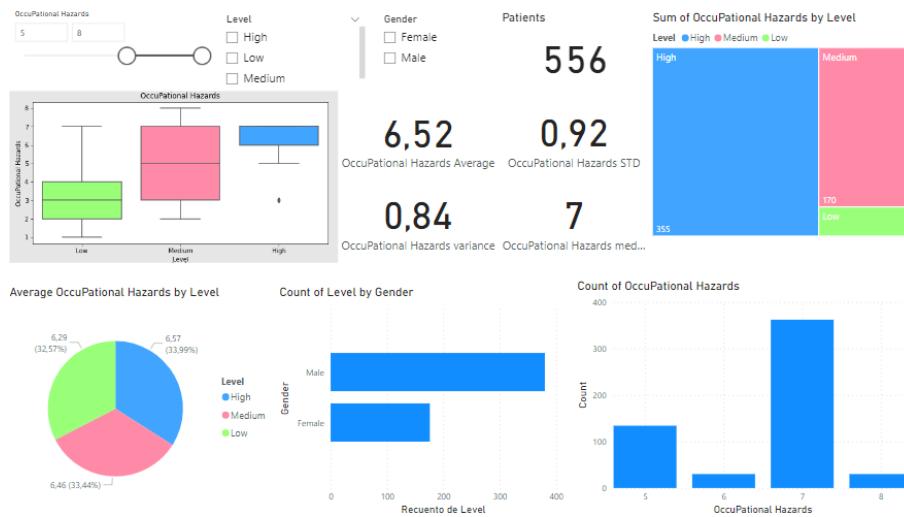 OccuPational Hazards
5
8
Level
High
Low
Medium
Gender
Female
Male
Patients
556
6,52
OccuPational Hazards Average
0,92
OccuPational Hazards STD
0,84
OccuPational Hazards variance
7
OccuPational Hazards med...
Sum of OccuPational Hazards by Level
Level High Medium Low
High
355
Medium
170
Low
OccuPational Hazards
OccuPational Hazards
8
7
6
5
4
3
2
1
Low
Medium
High
Level
Average OccuPational Hazards by Level
6,29
(32,57%)
6,57
(33,99%)
6,46 (33,44%)
Level
High
Medium
Low
Count of Level by Gender
Gender
Male
Female
0
100
200
300
400
Recuento de Level
Count of OccuPational Hazards
Count
400
300
200
100
0
5
6
7
8
OccuPational Hazards